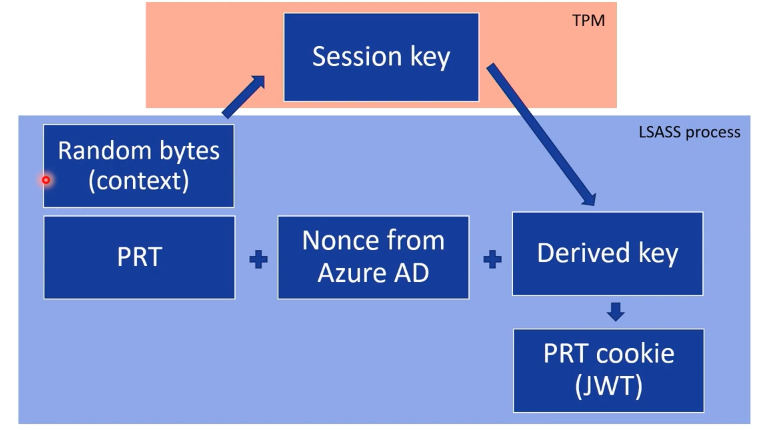 TPM
Session key
LSASS process
Random bytes
(context)
PRT
Nonce from
Azure AD
Derived key
PRT cookie
(JWT)